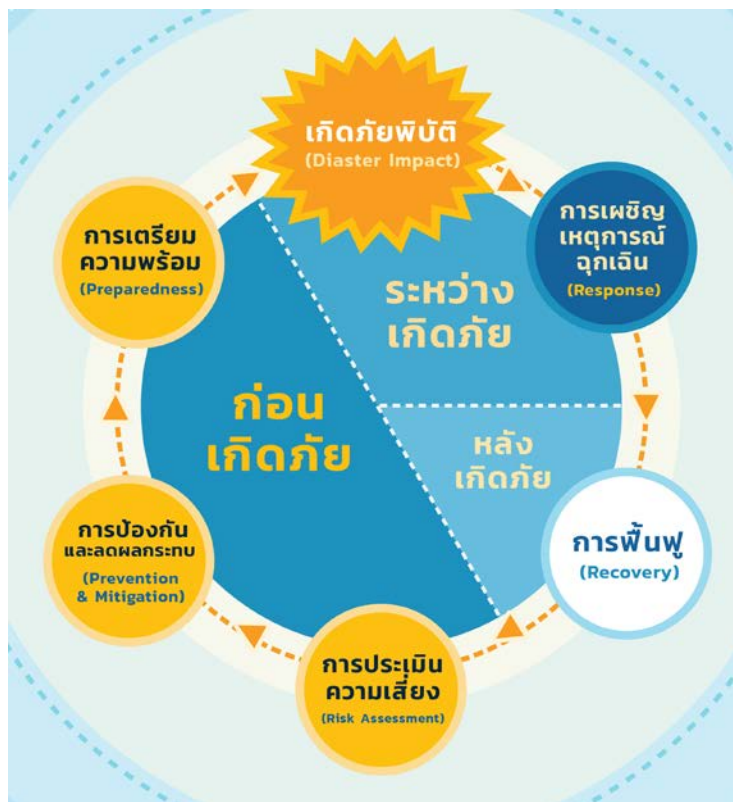 เกิดภัยพิบัติ
(Diaster Impact)
การเตรียม
ความพร้อม
(Preparedness)
การเผชิญ
เหตุการณ์
ฉุกเฉิน
(Response)
ระหว่าง
เกิดภัย
ก่อน
เกิดภัย
หลัง
เกิดภัย
การป้องกัน
และลดผลกระทบ
(Prevention
& Mitigation)
การฟื้นฟู
(Recovery)
การประเมิน
ความเสี่ยง
(Risk Assessment)